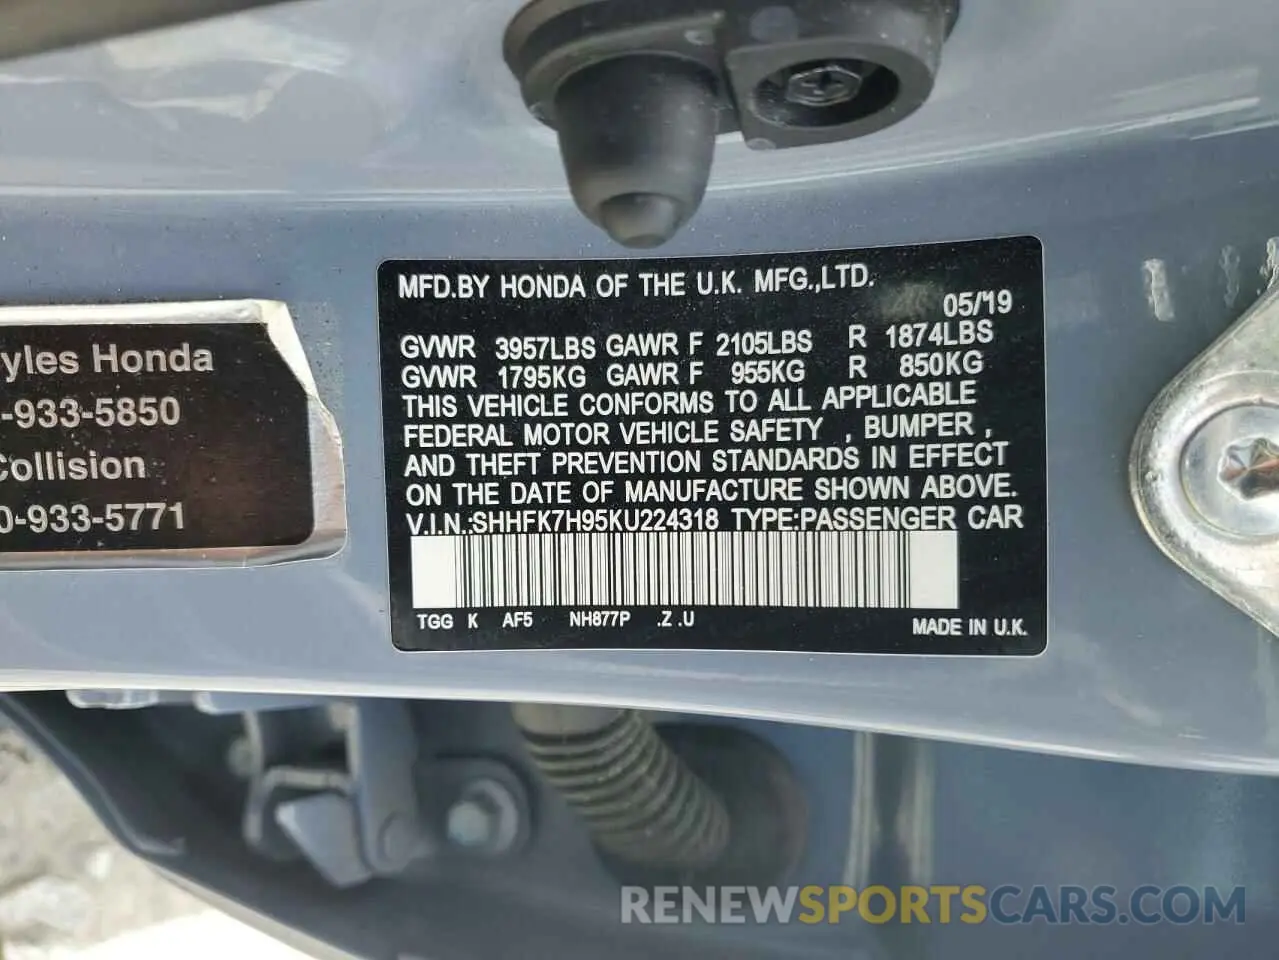 MFD.BY HONDA OF THE U.K. MFG.,LTD.
05/19
GVWR 3957LBS GAWR F 2105LBS R 1874LBS
GVWR 1795KG GAWR F 955KG R 850KG
THIS VEHICLE CONFORMS TO ALL APPLICABLE
FEDERAL MOTOR VEHICLE SAFETY , BUMPER ,
AND THEFT PREVENTION STANDARDS IN EFFECT
ON THE DATE OF MANUFACTURE SHOWN ABOVE.
V.I.N.:SHHFK7H95KU224318 TYPE:PASSENGER CAR
TGG K AF5 NH877P .Z .U
MADE IN U.K.
yles Honda
-933-5850
Collision
0-933-5771
RENEWSPORTSCARS.COM